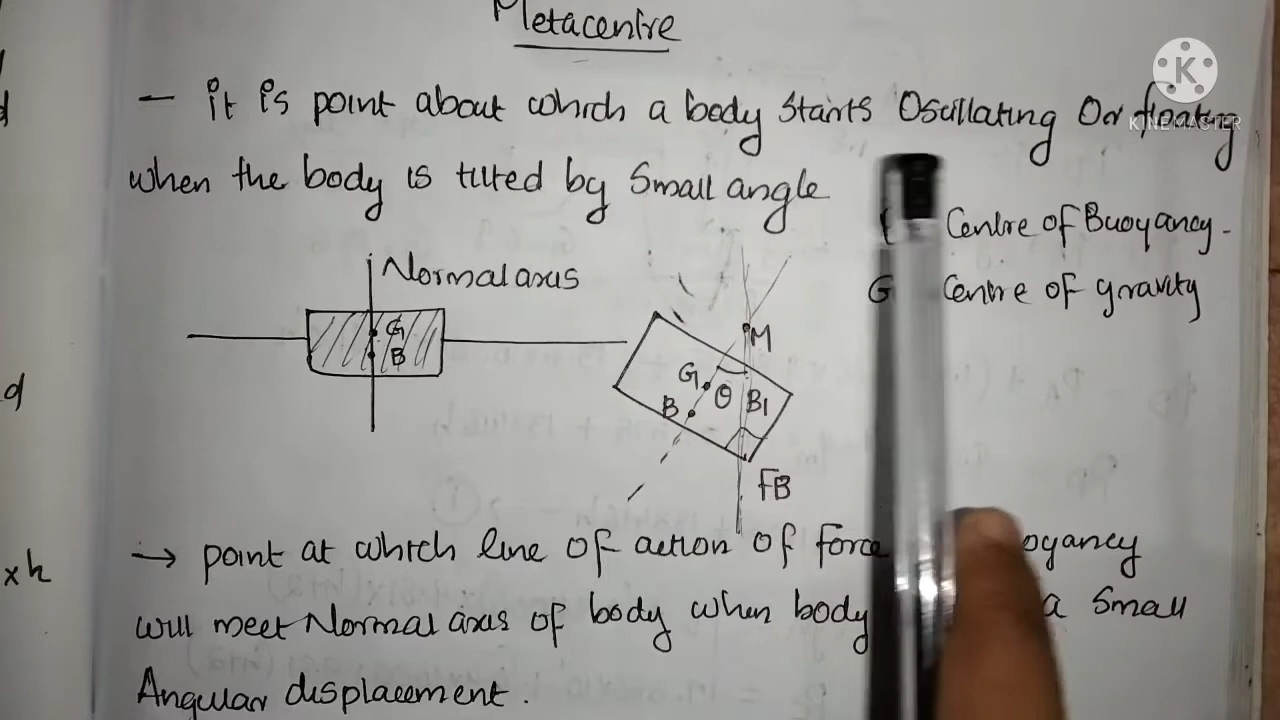 Metacentre
K
KINEMASTER
- it is point about which a body starts Oscillating Or floating
when the body is tilted by small angle
Centre of Buoyancy -
G Centre of gravity
Normal axis
G
B
M
G
θ
B B1
FB
→ point at which line of action of force oyancy
will meet Normal axis of body when body a small
Angular displacement.
d
xh